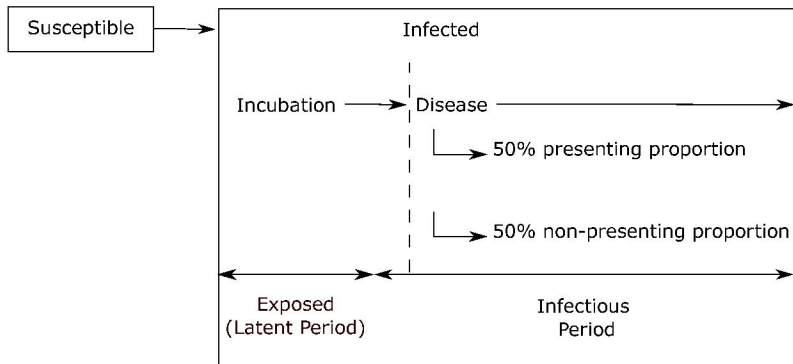 Susceptible
Infected
Incubation
Disease
50% presenting proportion
50% non-presenting proportion
Exposed
(Latent Period)
Infectious
Period